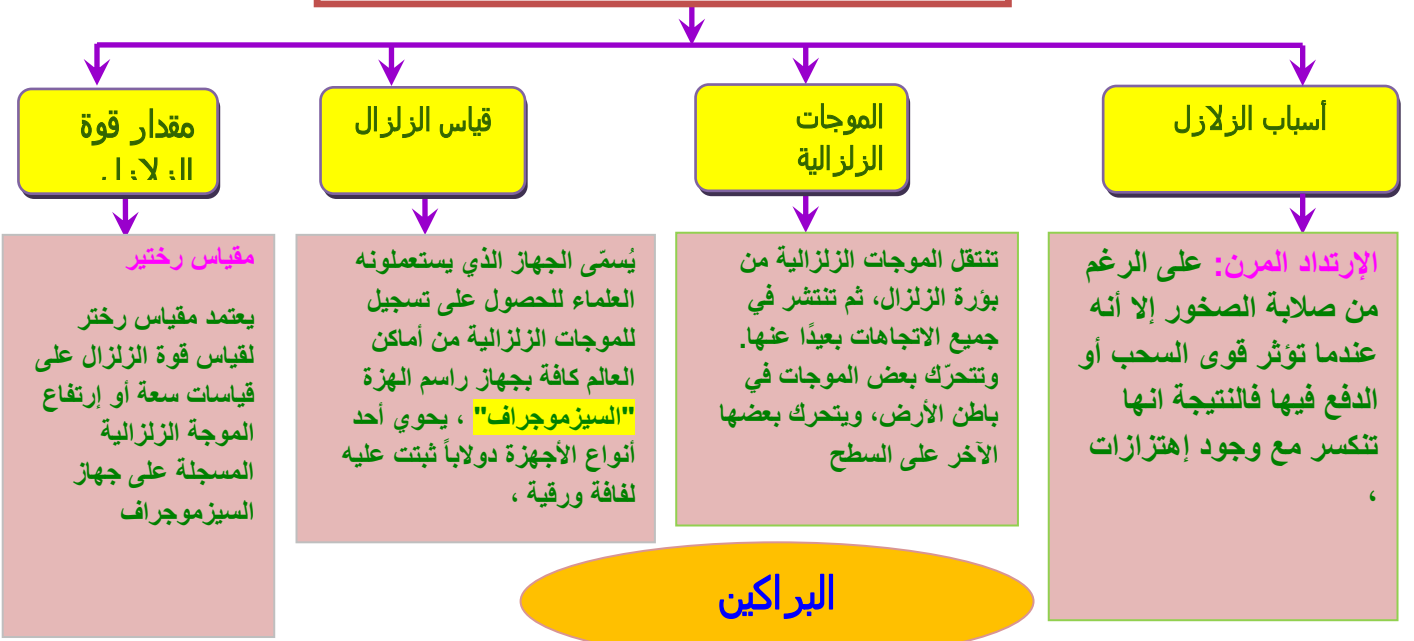 أسباب الزلازل
الموجات
الزلزالية
قياس الزلزال
مقدار قوة
الزلازل
الإرتداد المرن: على الرغم
من صلابة الصخور إلا أنه
عندما تؤثر قوى السحب أو
الدفع فيها فالنتيجة انها
تنكسر مع وجود إهتزازات
،
تنتقل الموجات الزلزالية من
بؤرة الزلزال، ثم تنتشر في
جميع الاتجاهات بعيدًا عنها.
وتتحرّك بعض الموجات في
باطن الأرض، ويتحرك بعضها
الآخر على السطح
يُسمّى الجهاز الذي يستعملونه
العلماء للحصول على تسجيل
للموجات الزلزالية من أماكن
العالم كافة بجهاز راسم الهزة
"السيزموجراف" ، يحوي أحد
أنواع الأجهزة دولاباً ثبتت عليه
لفافة ورقية ،
مقياس رختير
يعتمد مقياس رختر
لقياس قوة الزلزال على
قياسات سعة أو إرتفاع
الموجة الزلزالية
المسجلة على جهاز
السيزموجراف
البراكين